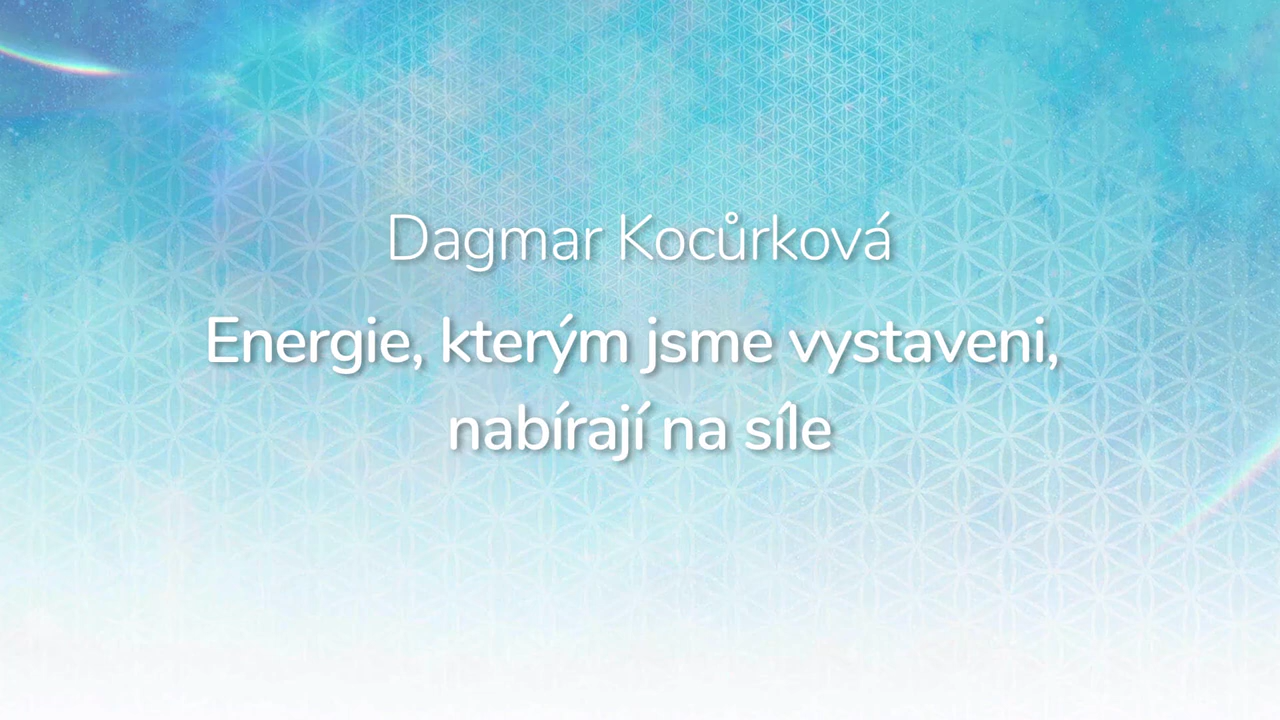 Dagmar Kocůrková
Energie, kterým jsme vystaveni,
nabírají na síle